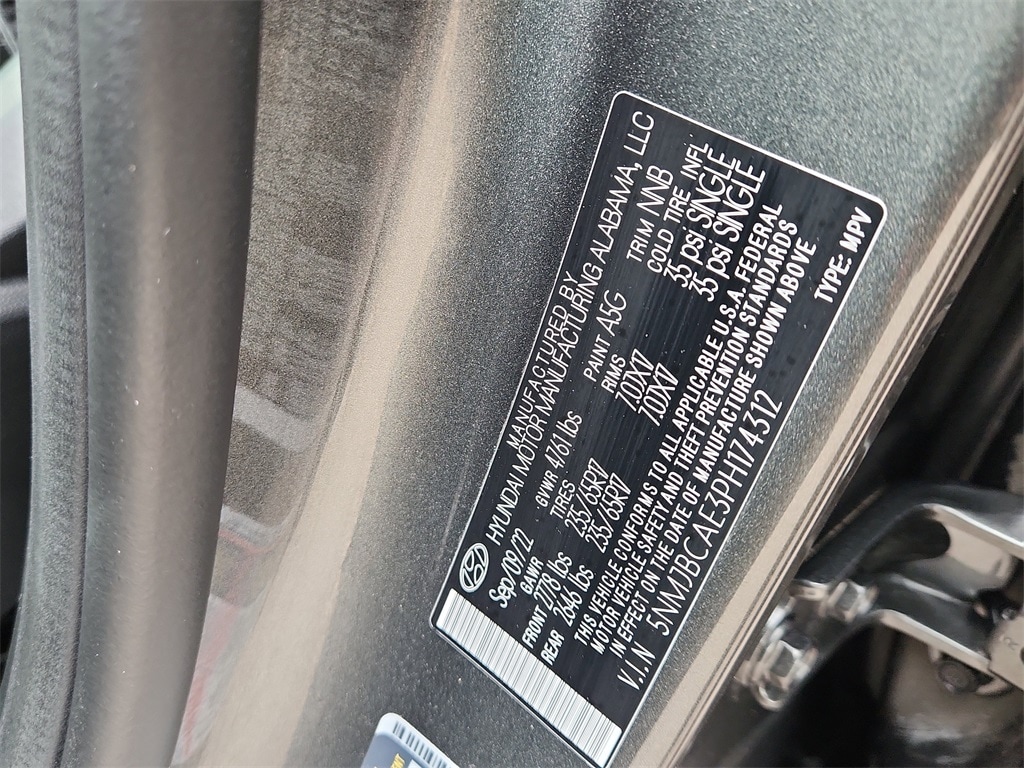 MANUFACTURED BY
HYUNDAI MOTOR MANUFACTURING ALABAMA, LLC
Sep/09/22 GVWR 4761 lbs PAINT A5G TRIM NNB
GAWR TIRES RIMS COLD TIRE INFL
FRONT 2778 lbs 235/65R17 7.0JX17 35 psi SINGLE
REAR 2646 lbs 235/65R17 7.0JX17 35 psi SINGLE
THIS VEHICLE CONFORMS TO ALL APPLICABLE U.S.A. FEDERAL
MOTOR VEHICLE SAFETY AND THEFT PREVENTION STANDARDS
IN EFFECT ON THE DATE OF MANUFACTURE SHOWN ABOVE
V.I.N 5NMJBCAE3PH174312 TYPE: MPV